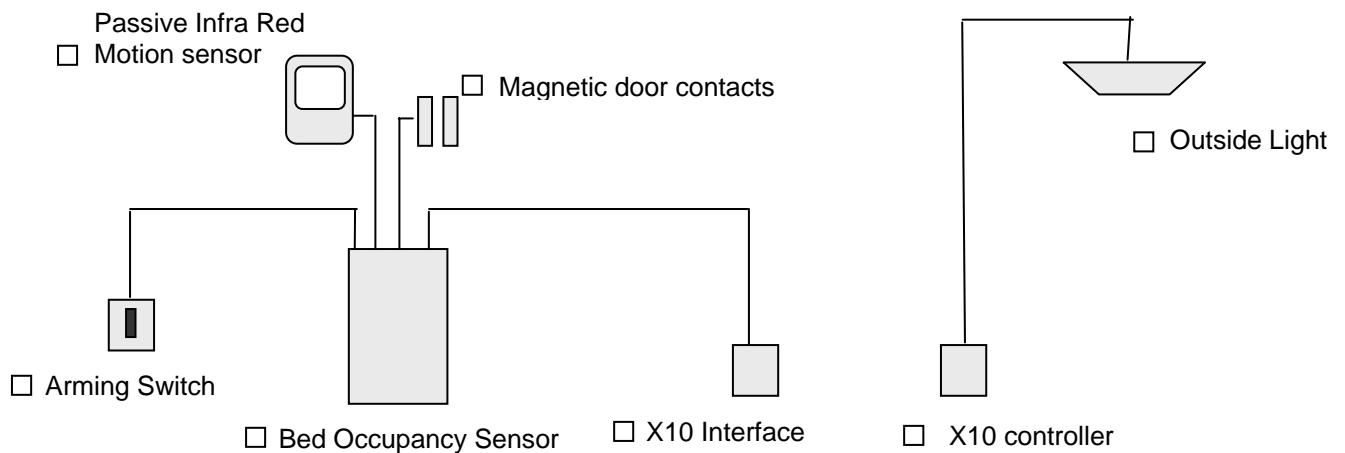 Passive Infra Red
☐ Motion sensor
☐ Magnetic door contacts
☐ Outside Light
☐ Arming Switch
☐ Bed Occupancy Sensor
☐ X10 Interface
☐ X10 controller